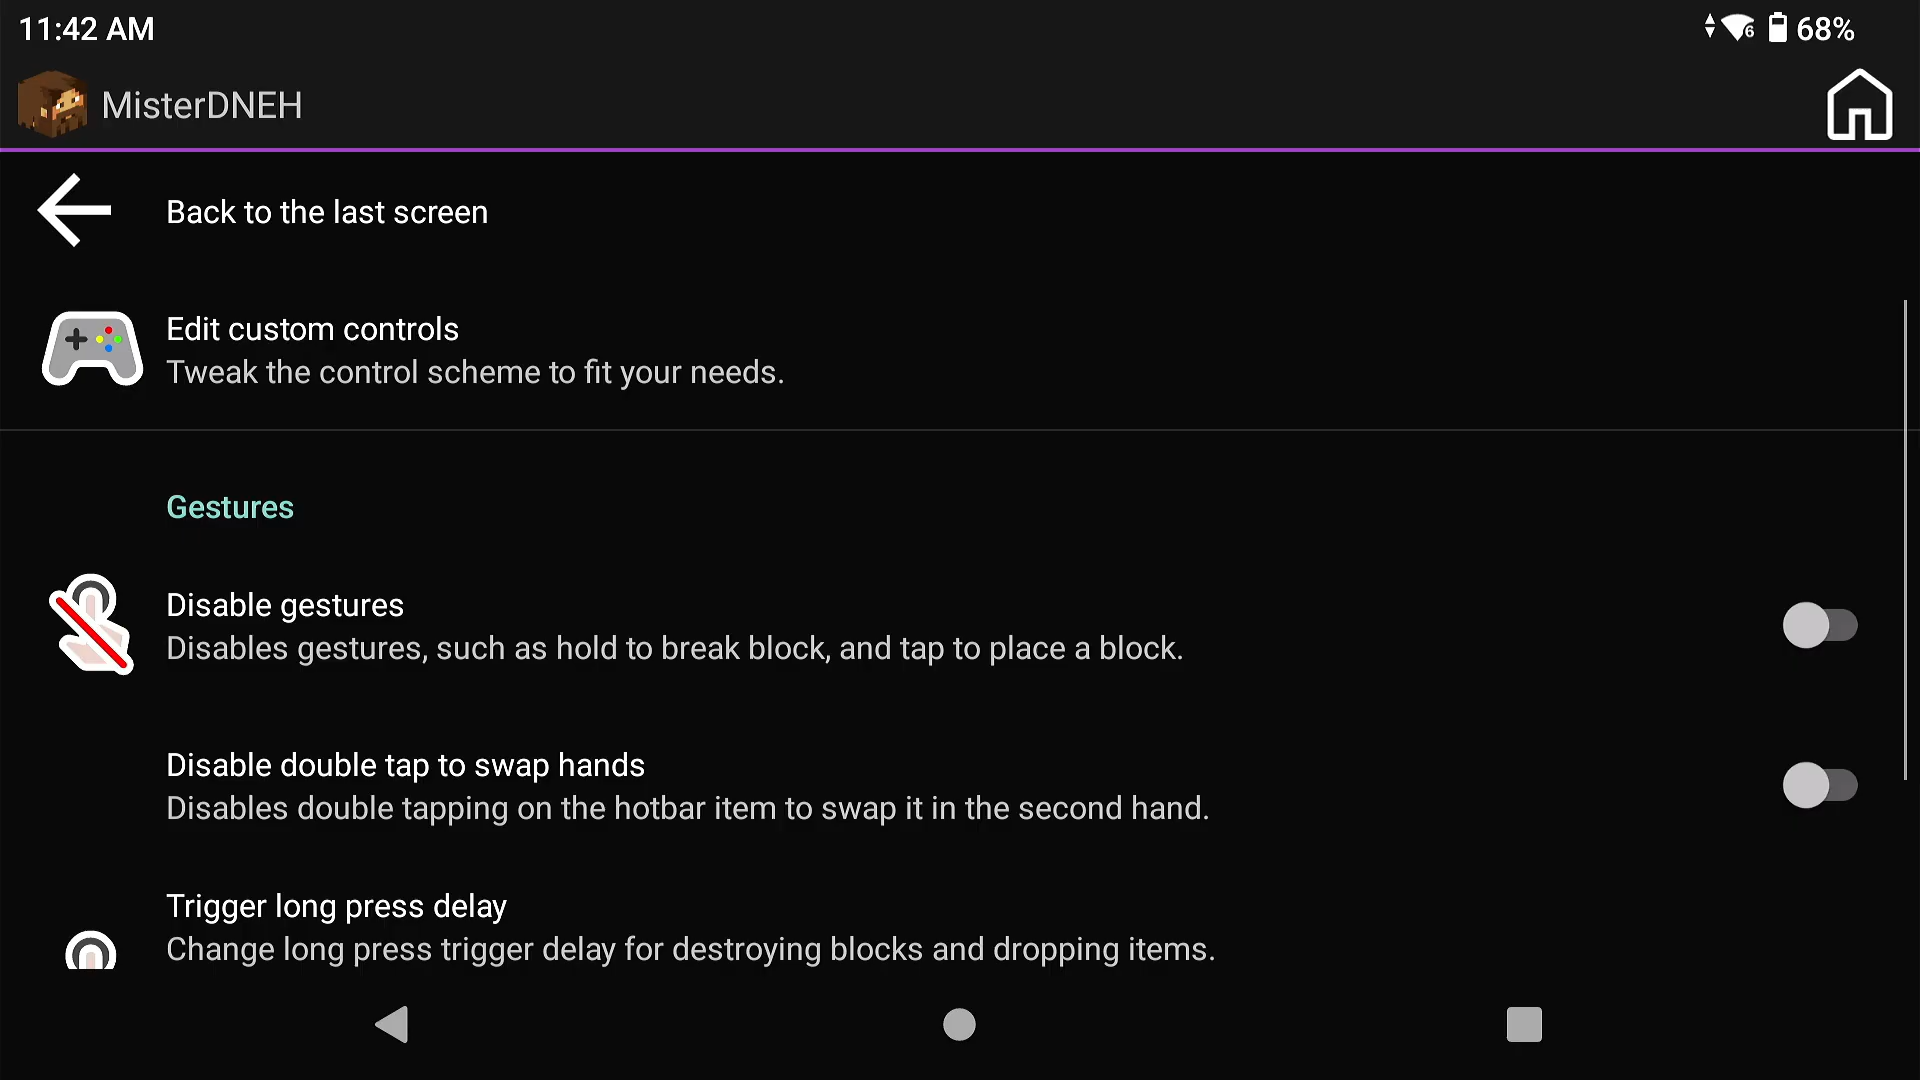 11:42 AM
6
68%
MisterDNEH
Back to the last screen
Edit custom controls
Tweak the control scheme to fit your needs.
Gestures
Disable gestures
Disables gestures, such as hold to break block, and tap to place a block.
Disable double tap to swap hands
Disables double tapping on the hotbar item to swap it in the second hand.
Trigger long press delay
Change long press trigger delay for destroying blocks and dropping items.